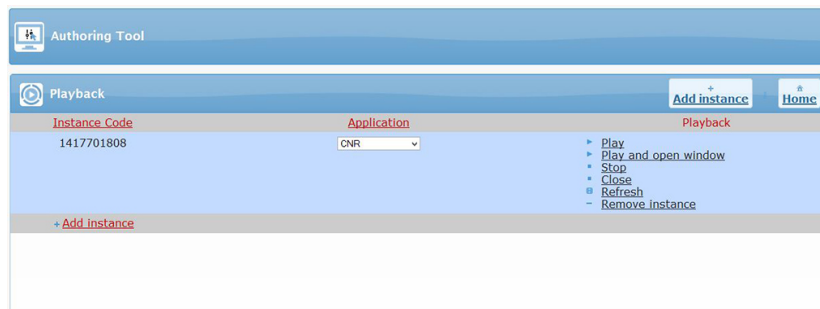 Authoring Tool
Playback
Add instance
Home
Instance Code Application Playback
1417701808 CNR Play
Play and open window
Stop
Close
Refresh
Remove instance
Add instance